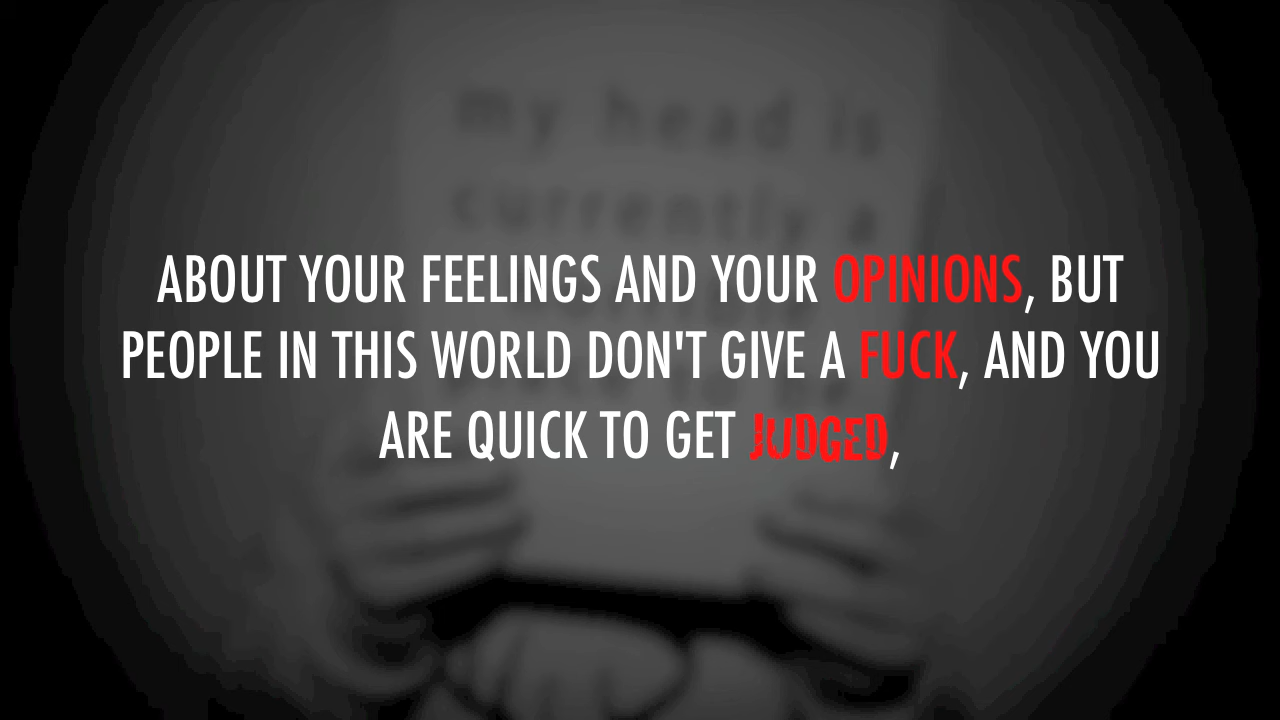 my head is
currently a
ABOUT YOUR FEELINGS AND YOUR OPINIONS, BUT
PEOPLE IN THIS WORLD DON'T GIVE A FUCK, AND YOU
ARE QUICK TO GET JUDGED,